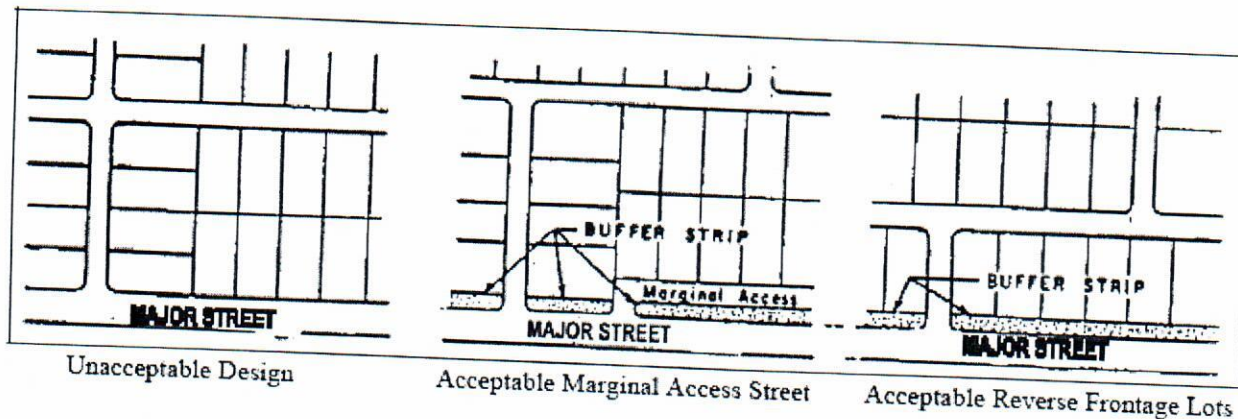 MAJOR STREET
Unacceptable Design
BUFFER STRIP
Marginal Access
MAJOR STREET
Acceptable Marginal Access Street
BUFFER STRIP
MAJOR STREET
Acceptable Reverse Frontage Lots